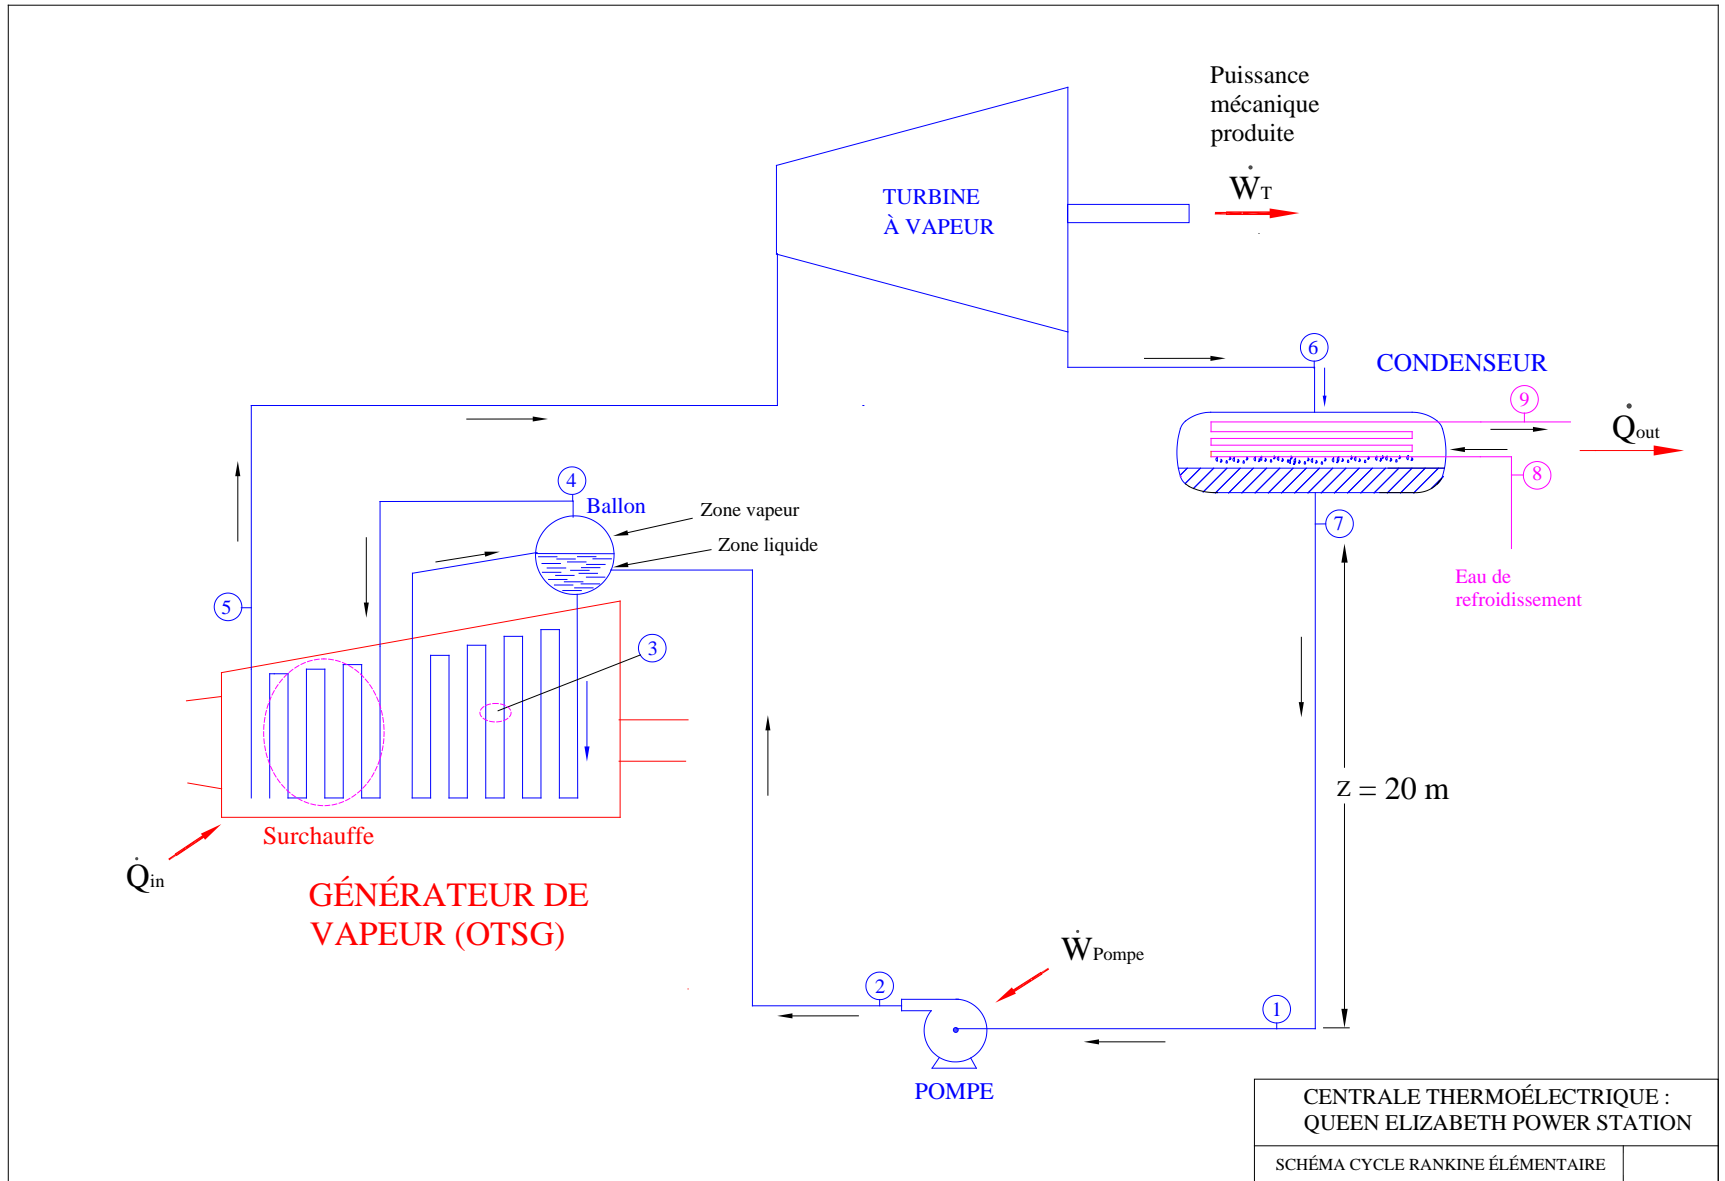 Puissance
mécanique
produite
ẆT
TURBINE
À VAPEUR
6
CONDENSEUR
9
Q̇out
8
7
Eau de
refroidissement
4
Ballon
Zone vapeur
Zone liquide
5
3
Surchauffe
Q̇in
GÉNÉRATEUR DE
VAPEUR (OTSG)
Z = 20 m
ẆPompe
2
1
POMPE
CENTRALE THERMOÉLECTRIQUE :
QUEEN ELIZABETH POWER STATION
SCHÉMA CYCLE RANKINE ÉLÉMENTAIRE